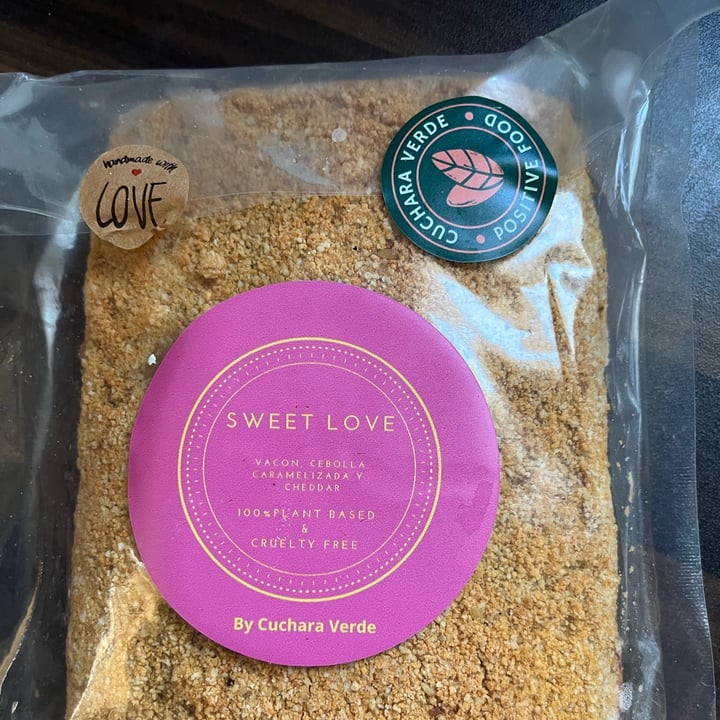 handmade with
LOVE
CUCHARA VERDE • POSITIVE FOOD •
SWEET LOVE
VACON, CEBOLLA
CARAMELIZADA Y
CHEDDAR
100%PLANT BASED
&
CRUELTY FREE
By Cuchara Verde